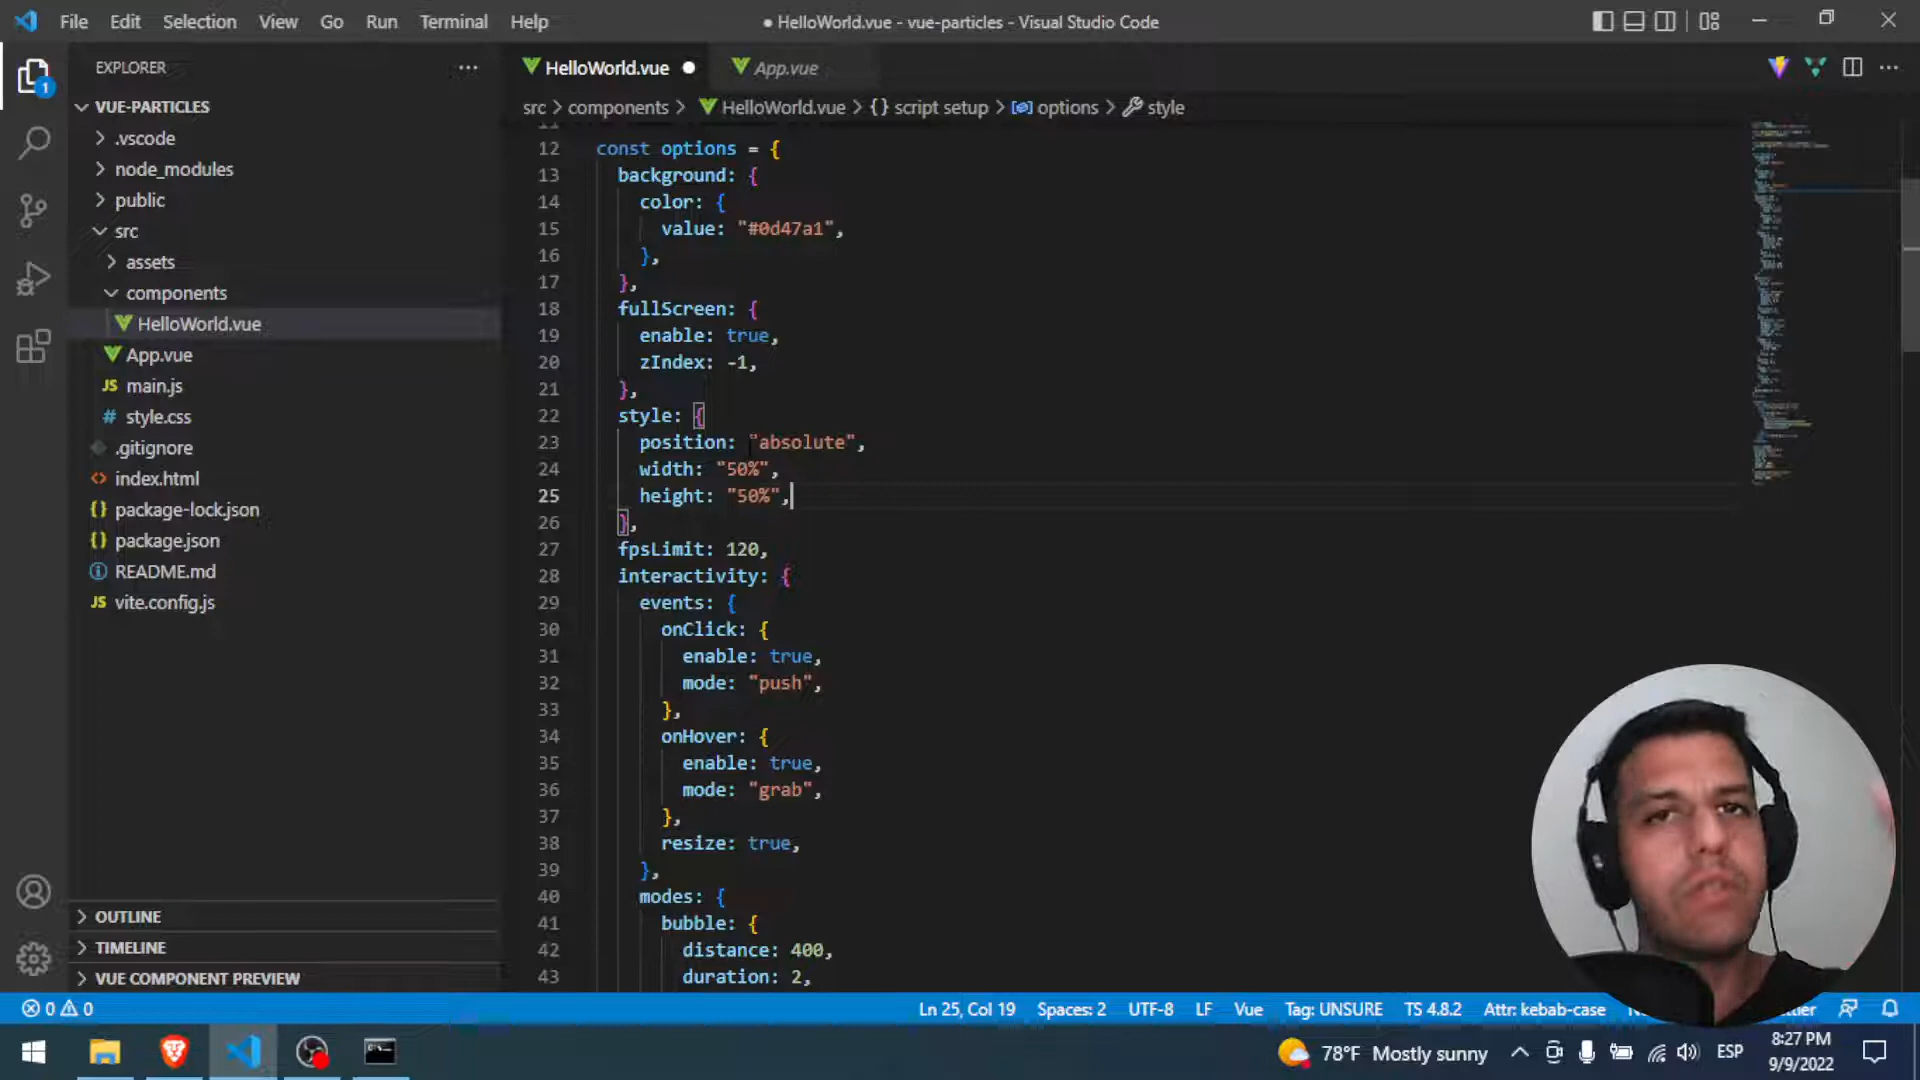 File Edit Selection View Go Run Terminal Help
● HelloWorld.vue - vue-particles - Visual Studio Code
EXPLORER
1
VUE-PARTICLES
.vscode
node_modules
public
src
assets
components
HelloWorld.vue
App.vue
JS main.js
# style.css
.gitignore
<> index.html
{} package-lock.json
{} package.json
README.md
JS vite.config.js
OUTLINE
TIMELINE
VUE COMPONENT PREVIEW
HelloWorld.vue ●
App.vue
src > components > HelloWorld.vue > {} script setup > options > style
12 const options = {
13 background: {
14 color: {
15 value: "#0d47a1",
16 },
17 },
18 fullScreen: {
19 enable: true,
20 zIndex: -1,
21 },
22 style: {
23 position: "absolute",
24 width: "50%",
25 height: "50%",
26 },
27 fpsLimit: 120,
28 interactivity: {
29 events: {
30 onClick: {
31 enable: true,
32 mode: "push",
33 },
34 onHover: {
35 enable: true,
36 mode: "grab",
37 },
38 resize: true,
39 },
40 modes: {
41 bubble: {
42 distance: 400,
43 duration: 2,
0 0 Ln 25, Col 19 Spaces: 2 UTF-8 LF Vue Tag: UNSURE TS 4.8.2 Attr: kebab-case
78°F Mostly sunny ESP
8:27 PM
9/9/2022